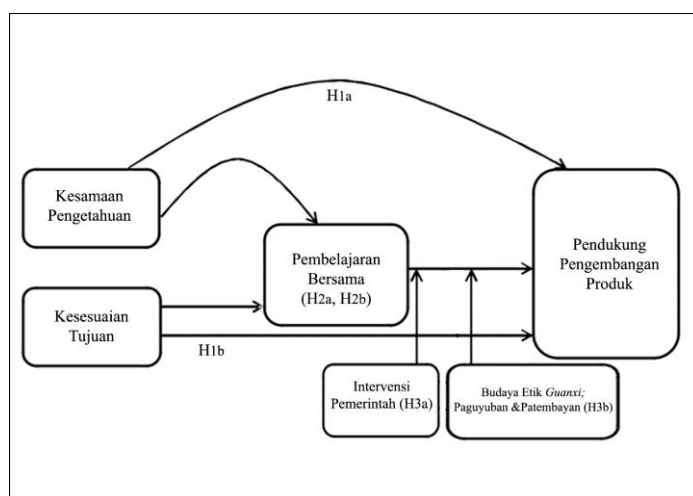 H1a
Kesamaan
Pengetahuan
Pembelajaran
Bersama
(H2a, H2b)
Pendukung
Pengembangan
Produk
Kesesuaian
Tujuan
H1b
Intervensi
Pemerintah (H3a)
Budaya Etik Guanxi;
Paguyuban &Patembayan (H3b)